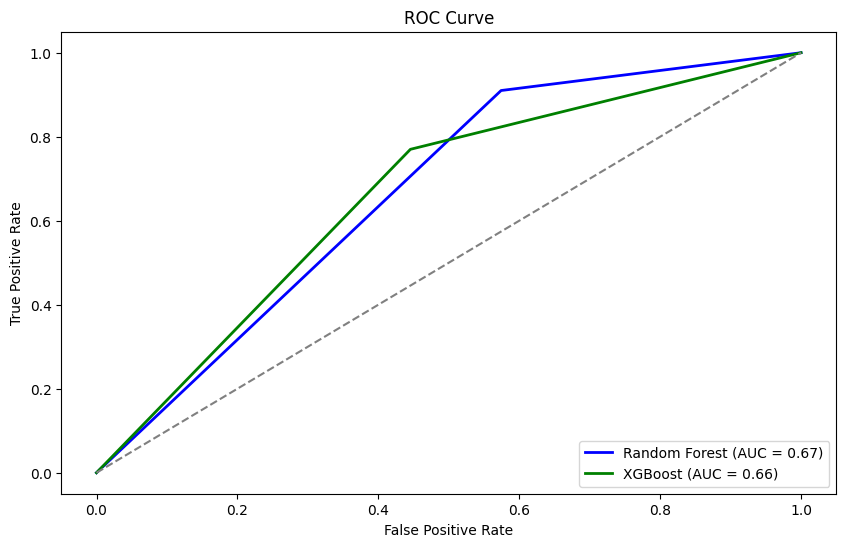 ROC Curve
1.0
0.8
0.6
0.4
0.2
0.0
True Positive Rate
Random Forest (AUC = 0.67)
XGBoost (AUC = 0.66)
0.0 0.2 0.4 0.6 0.8 1.0
False Positive Rate